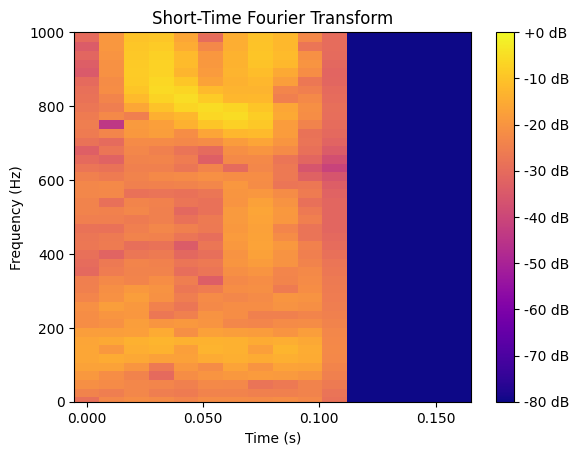 Short-Time Fourier Transform
Frequency (Hz)
1000
800
600
400
200
0
0.000
0.050
0.100
0.150
Time (s)
+0 dB
-10 dB
-20 dB
-30 dB
-40 dB
-50 dB
-60 dB
-70 dB
-80 dB